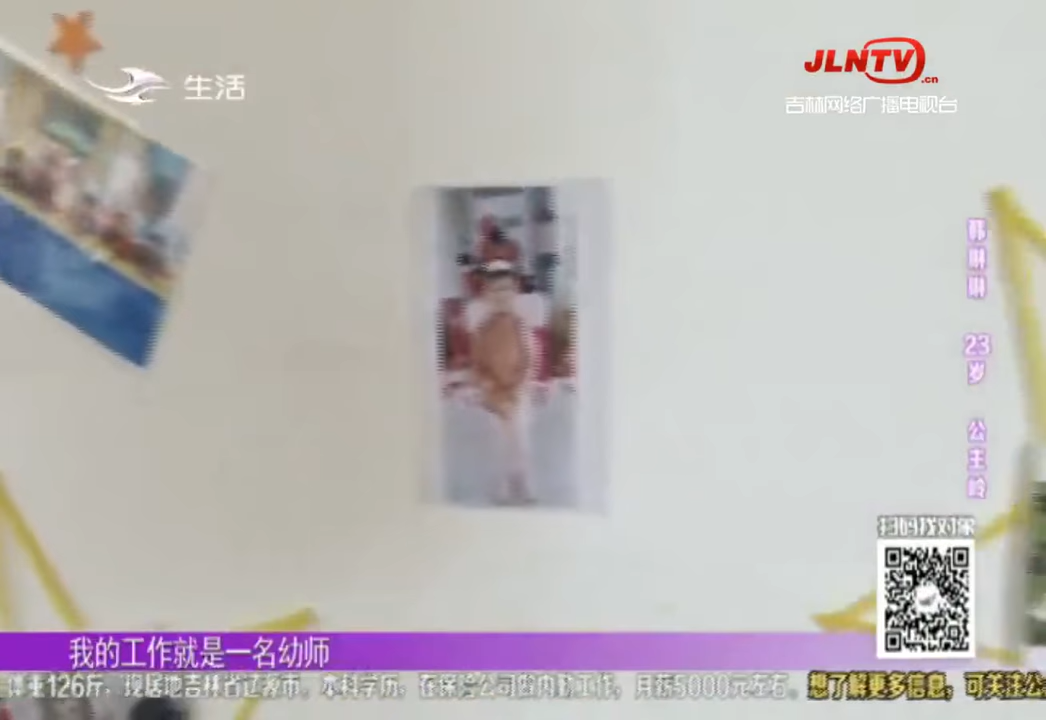 生活
JLNTV.cn
吉林网络广播电视台
韩琳琳 23岁 公主岭
扫码找对象
我的工作就是一名幼师
体重126斤，现居地吉林省辽源市。本科学历，在保险公司做内勤工作，月薪5000元左右。想了解更多信息，可关注公